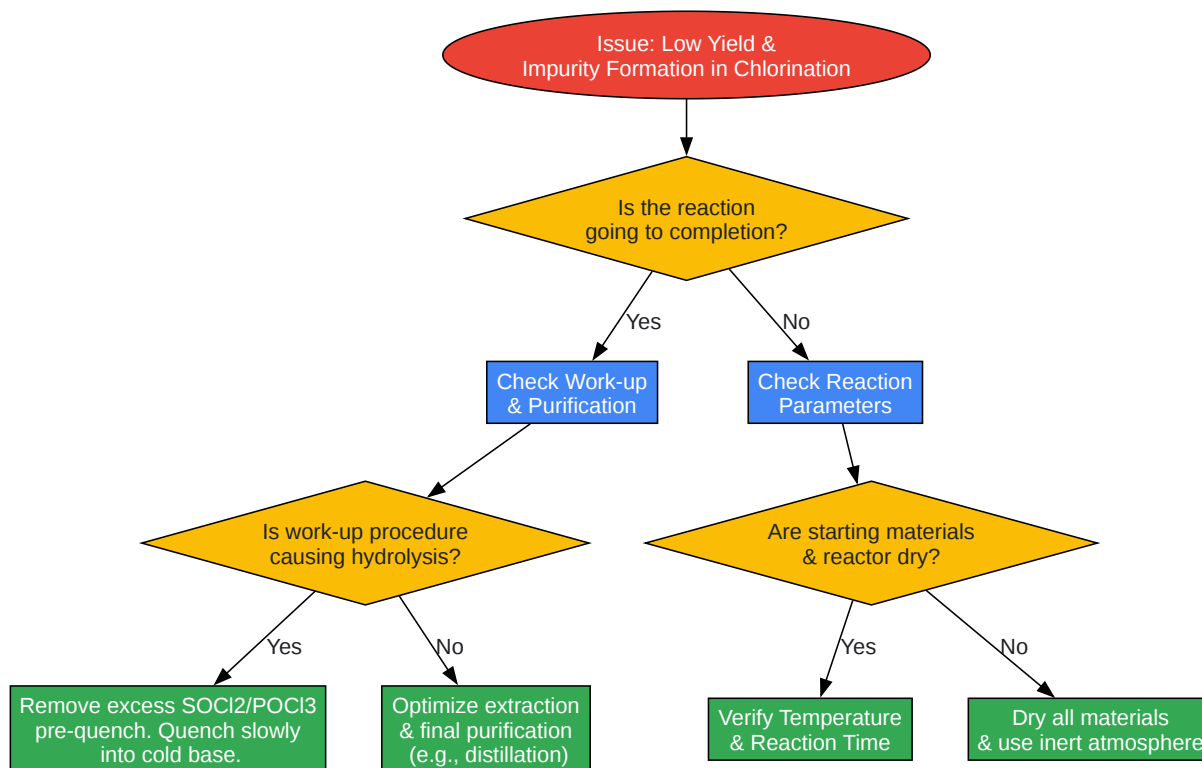 Issue: Low Yield &
Impurity Formation in Chlorination
Is the reaction
going to completion?
Yes
No
Check Work-up
& Purification
Check Reaction
Parameters
Is work-up procedure
causing hydrolysis?
Are starting materials
& reactor dry?
Yes
No
Yes
No
Remove excess SOCl2/POCl3
pre-quench. Quench slowly
into cold base.
Optimize extraction
& final purification
(e.g., distillation)
Verify Temperature
& Reaction Time
Dry all materials
& use inert atmosphere